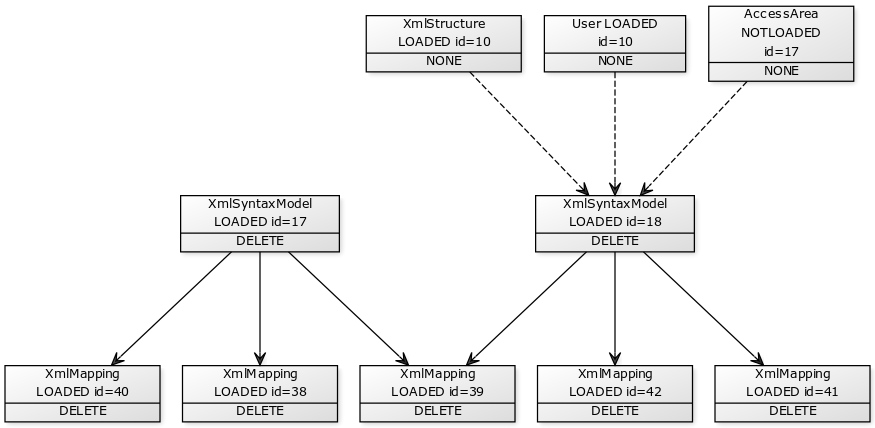 XmlStructure
LOADED id=10
NONE
User LOADED
id=10
NONE
AccessArea
NOTLOADED
id=17
NONE
XmlSyntaxModel
LOADED id=17
DELETE
XmlSyntaxModel
LOADED id=18
DELETE
XmlMapping
LOADED id=40
DELETE
XmlMapping
LOADED id=38
DELETE
XmlMapping
LOADED id=39
DELETE
XmlMapping
LOADED id=42
DELETE
XmlMapping
LOADED id=41
DELETE